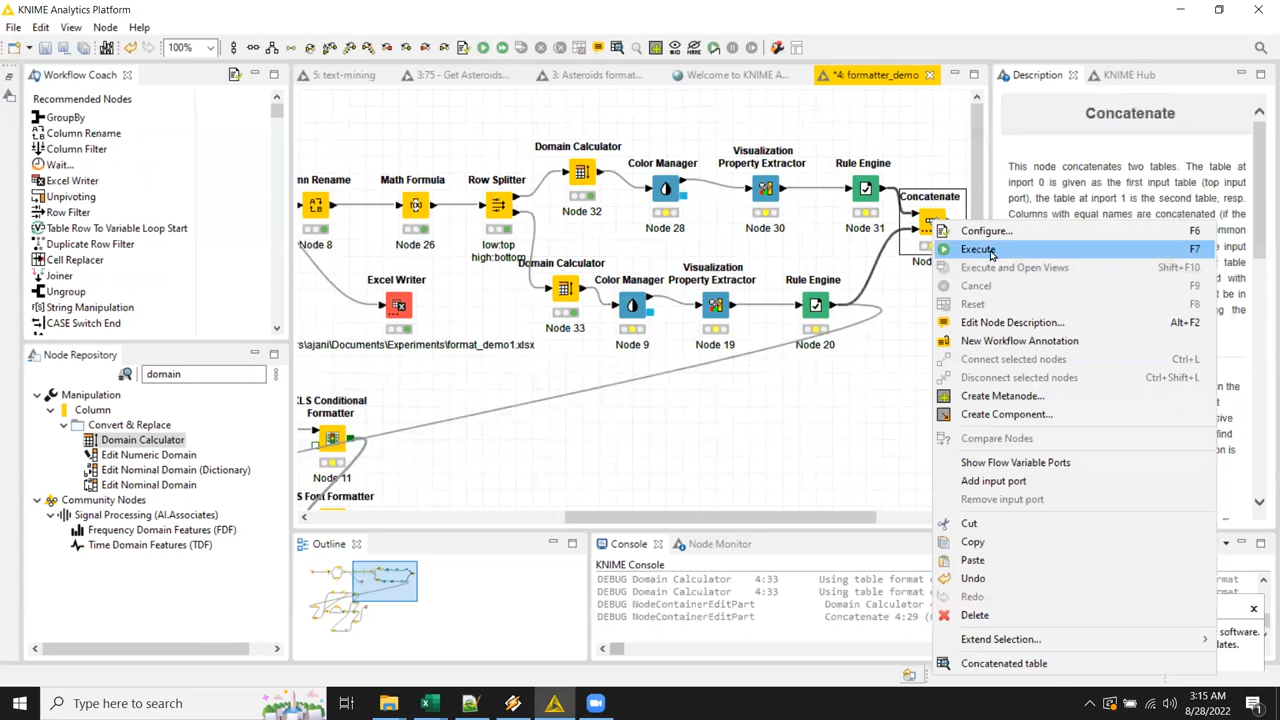 KNIME Analytics Platform
File Edit View Node Help
100%
Workflow Coach
Recommended Nodes
GroupBy
Column Rename
Column Filter
Wait...
Excel Writer
Unpivoting
Row Filter
Table Row To Variable Loop Start
Duplicate Row Filter
Cell Replacer
Joiner
Ungroup
String Manipulation
CASE Switch End
Node Repository
domain
Manipulation
Column
Convert & Replace
Domain Calculator
Edit Numeric Domain
Edit Nominal Domain (Dictionary)
Edit Nominal Domain
Community Nodes
Signal Processing (AI.Associates)
Frequency Domain Features (FDF)
Time Domain Features (TDF)
5: text-mining
3:75 - Get Asteroids...
3: Asteroids format...
Welcome to KNIME A...
*4: formatter_demo
mn Rename
Node 8
Math Formula
Node 26
Row Splitter
low:top
high:bottom
Domain Calculator
Node 32
Color Manager
Node 28
Visualization
Property Extractor
Node 30
Rule Engine
Node 31
Concatenate
Excel Writer
s\ajani\Documents\Experiments\format_demo1.xlsx
Domain Calculator
Node 33
Color Manager
Node 9
Visualization
Property Extractor
Node 19
Rule Engine
Node 20
LS Conditional
Formatter
Node 11
S Font Formatter
Configure... F6
Execute F7
Execute and Open Views Shift+F10
Cancel F9
Reset F8
Edit Node Description... Alt+F2
New Workflow Annotation
Connect selected nodes Ctrl+L
Disconnect selected nodes Ctrl+Shift+L
Create Metanode...
Create Component...
Compare Nodes
Show Flow Variable Ports
Add input port
Remove input port
Cut
Copy
Paste
Undo
Redo
Delete
Extend Selection...
Concatenated table
Description
KNIME Hub
Concatenate
This node concatenates two tables. The table at
inport 0 is given as the first input table (top input
port), the table at inport 1 is the second table, resp.
Columns with equal names are concatenated (if the
Outline
Console
Node Monitor
KNIME Console
DEBUG Domain Calculator 4:33 Using table format
DEBUG Domain Calculator 4:33 Using table format
DEBUG NodeContainerEditPart Domain Calculator 4
DEBUG NodeContainerEditPart Concatenate 4:29
software.
dates.
Type here to search
3:15 AM
8/28/2022